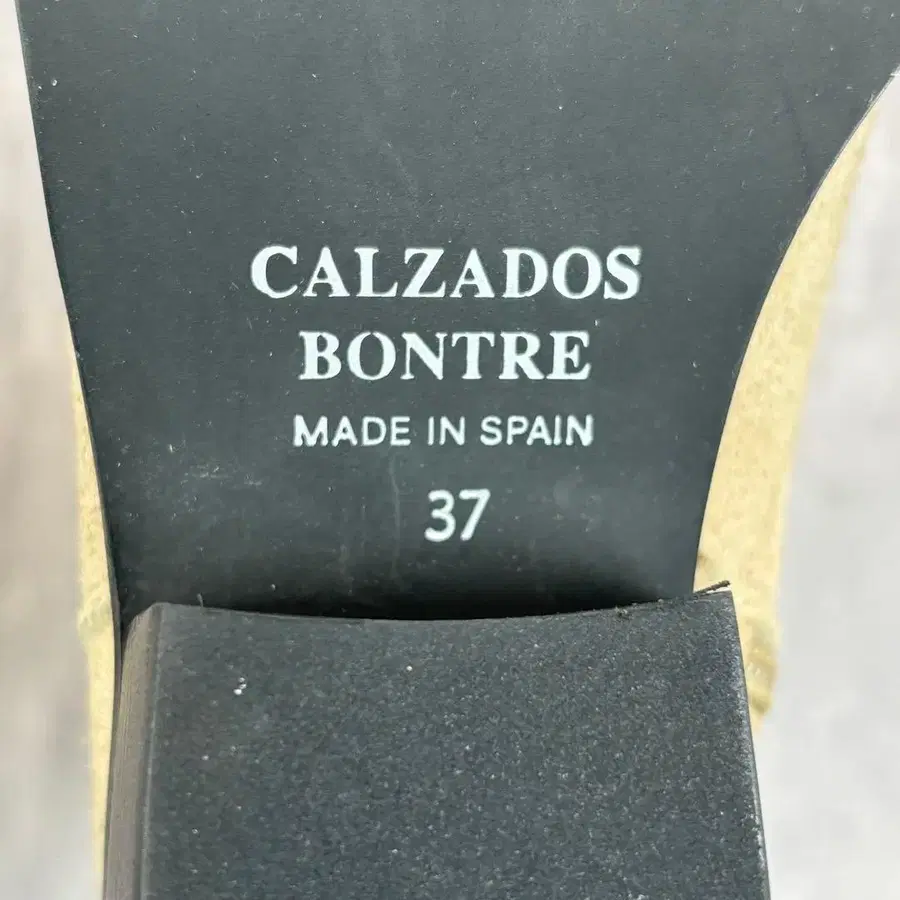 CALZADOS
BONTRE
MADE IN SPAIN
37